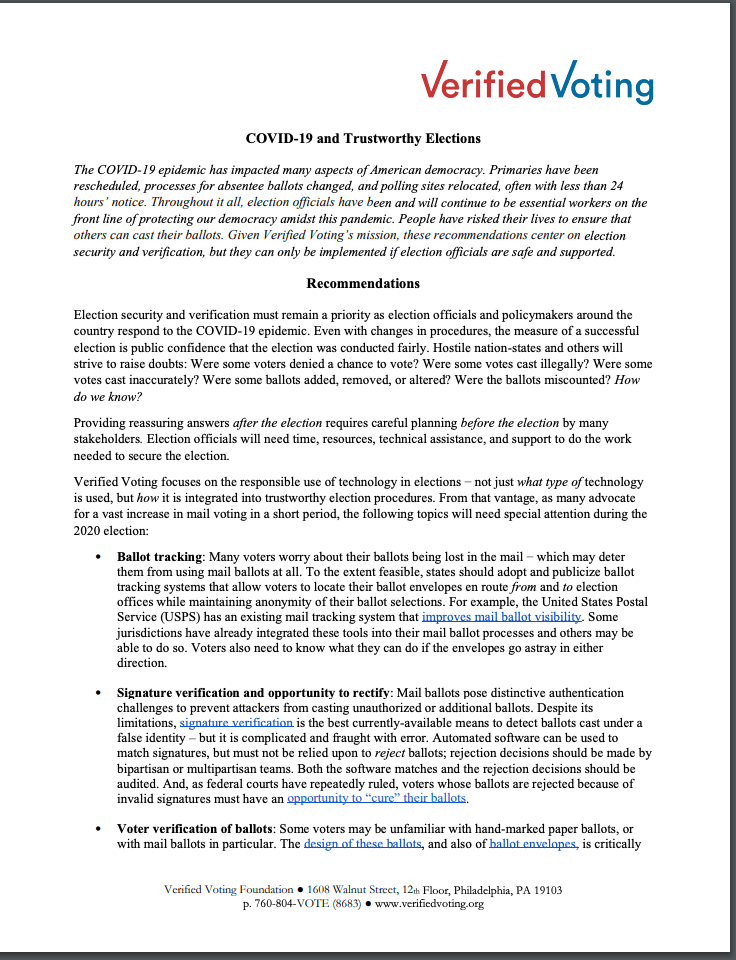 VerifiedVoting
COVID-19 and Trustworthy Elections
The COVID-19 epidemic has impacted many aspects of American democracy. Primaries have been
rescheduled, processes for absentee ballots changed, and polling sites relocated, often with less than 24
hours’ notice. Throughout it all, election officials have been and will continue to be essential workers on the
front line of protecting our democracy amidst this pandemic. People have risked their lives to ensure that
others can cast their ballots. Given Verified Voting’s mission, these recommendations center on election
security and verification, but they can only be implemented if election officials are safe and supported.
Recommendations
Election security and verification must remain a priority as election officials and policymakers around the
country respond to the COVID-19 epidemic. Even with changes in procedures, the measure of a successful
election is public confidence that the election was conducted fairly. Hostile nation-states and others will
strive to raise doubts: Were some voters denied a chance to vote? Were some votes cast illegally? Were some
votes cast inaccurately? Were some ballots added, removed, or altered? Were the ballots miscounted? How
do we know?
Providing reassuring answers after the election requires careful planning before the election by many
stakeholders. Election officials will need time, resources, technical assistance, and support to do the work
needed to secure the election.
Verified Voting focuses on the responsible use of technology in elections – not just what type of technology
is used, but how it is integrated into trustworthy election procedures. From that vantage, as many advocate
for a vast increase in mail voting in a short period, the following topics will need special attention during the
2020 election:
• Ballot tracking: Many voters worry about their ballots being lost in the mail – which may deter
them from using mail ballots at all. To the extent feasible, states should adopt and publicize ballot
tracking systems that allow voters to locate their ballot envelopes en route from and to election
offices while maintaining anonymity of their ballot selections. For example, the United States Postal
Service (USPS) has an existing mail tracking system that improves mail ballot visibility. Some
jurisdictions have already integrated these tools into their mail ballot processes and others may be
able to do so. Voters also need to know what they can do if the envelopes go astray in either
direction.
• Signature verification and opportunity to rectify: Mail ballots pose distinctive authentication
challenges to prevent attackers from casting unauthorized or additional ballots. Despite its
limitations, signature verification is the best currently-available means to detect ballots cast under a
false identity – but it is complicated and fraught with error. Automated software can be used to
match signatures, but must not be relied upon to reject ballots; rejection decisions should be made by
bipartisan or multipartisan teams. Both the software matches and the rejection decisions should be
audited. And, as federal courts have repeatedly ruled, voters whose ballots are rejected because of
invalid signatures must have an opportunity to “cure” their ballots.
• Voter verification of ballots: Some voters may be unfamiliar with hand-marked paper ballots, or
with mail ballots in particular. The design of these ballots, and also of ballot envelopes, is critically
Verified Voting Foundation ● 1608 Walnut Street, 12th Floor, Philadelphia, PA 19103
p. 760-804-VOTE (8683) ● www.verifiedvoting.org